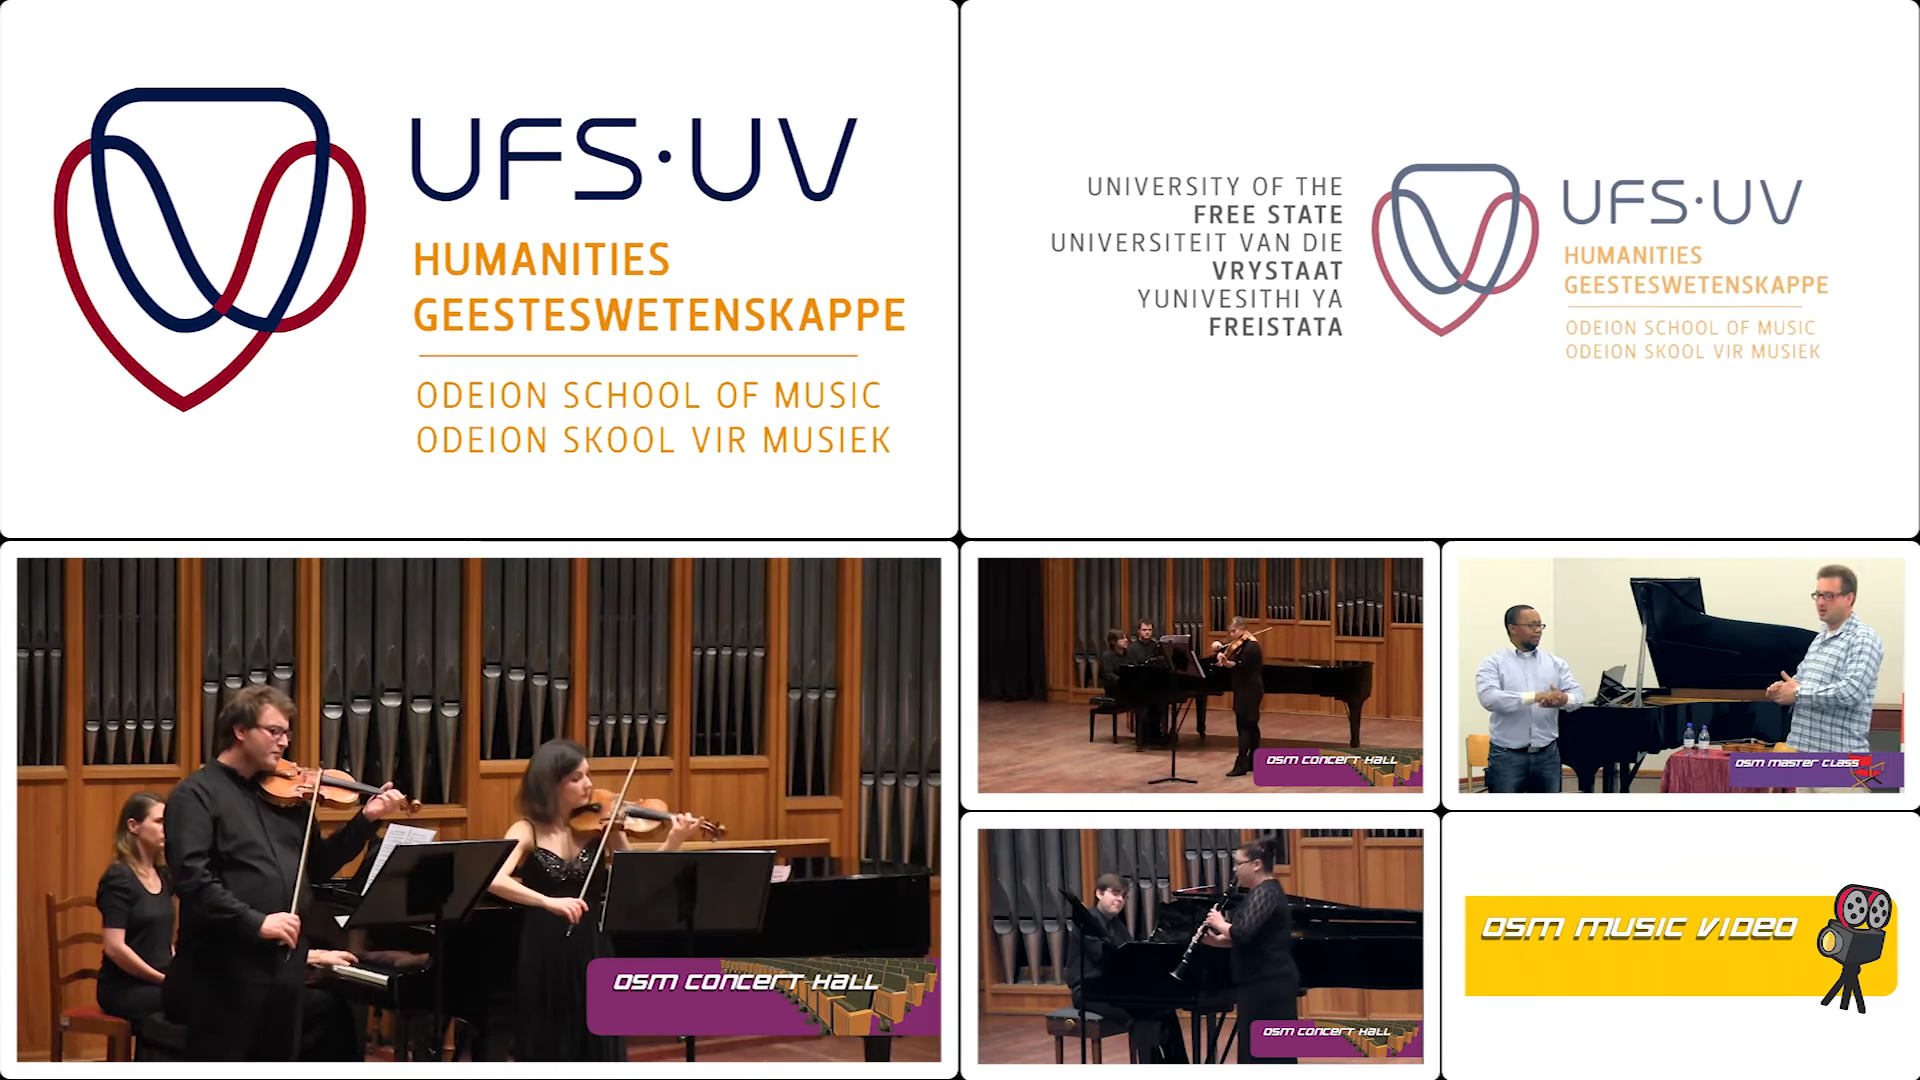 UFS·UV
HUMANITIES
GEESTESWETENSKAPPE
ODEION SCHOOL OF MUSIC
ODEION SKOOL VIR MUSIEK
UNIVERSITY OF THE
FREE STATE
UNIVERSITEIT VAN DIE
VRYSTAAT
YUNIVESITHI YA
FREISTATA
UFS·UV
HUMANITIES
GEESTESWETENSKAPPE
ODEION SCHOOL OF MUSIC
ODEION SKOOL VIR MUSIEK
OSM CONCERT HALL
OSM CONCERT HALL
OSM MASTER CLASS
OSM CONCERT HALL
OSM MUSIC VIDEO